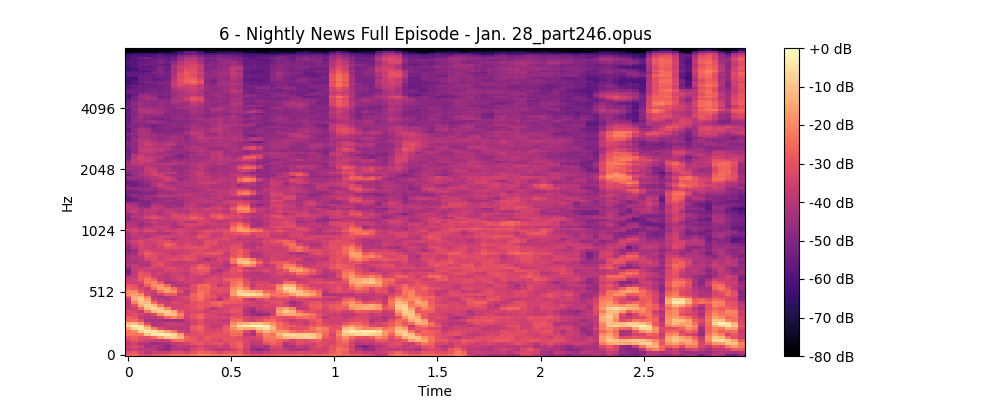 6 - Nightly News Full Episode - Jan. 28_part246.opus
+0 dB
-10 dB
-20 dB
-30 dB
-40 dB
-50 dB
-60 dB
-70 dB
-80 dB
4096
2048
1024
512
0
Hz
0
0.5
1
1.5
2
2.5
Time